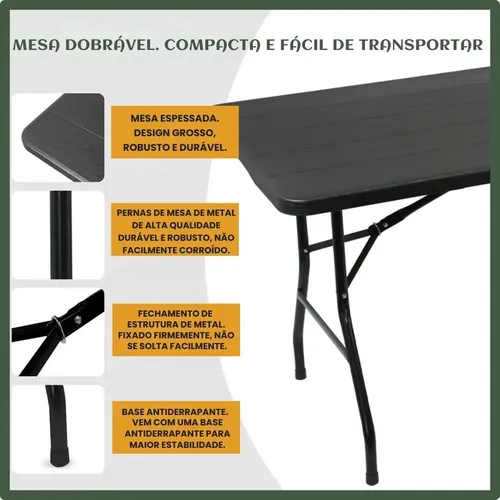 MESA DOBRÁVEL. COMPACTA E FÁCIL DE TRANSPORTAR
MESA ESPESSADA.
DESIGN GROSSO,
ROBUSTO E DURÁVEL.
PERNAS DE MESA DE METAL
DE ALTA QUALIDADE
DURÁVEL E ROBUSTO, NÃO
FACILMENTE CORROÍDO.
FECHAMENTO DE
ESTRUTURA DE METAL.
FIXADO FIRMEMENTE, NÃO
SE SOLTA FACILMENTE.
BASE ANTIDERRAPANTE.
VEM COM UMA BASE
ANTIDERRAPANTE PARA
MAIOR ESTABILIDADE.